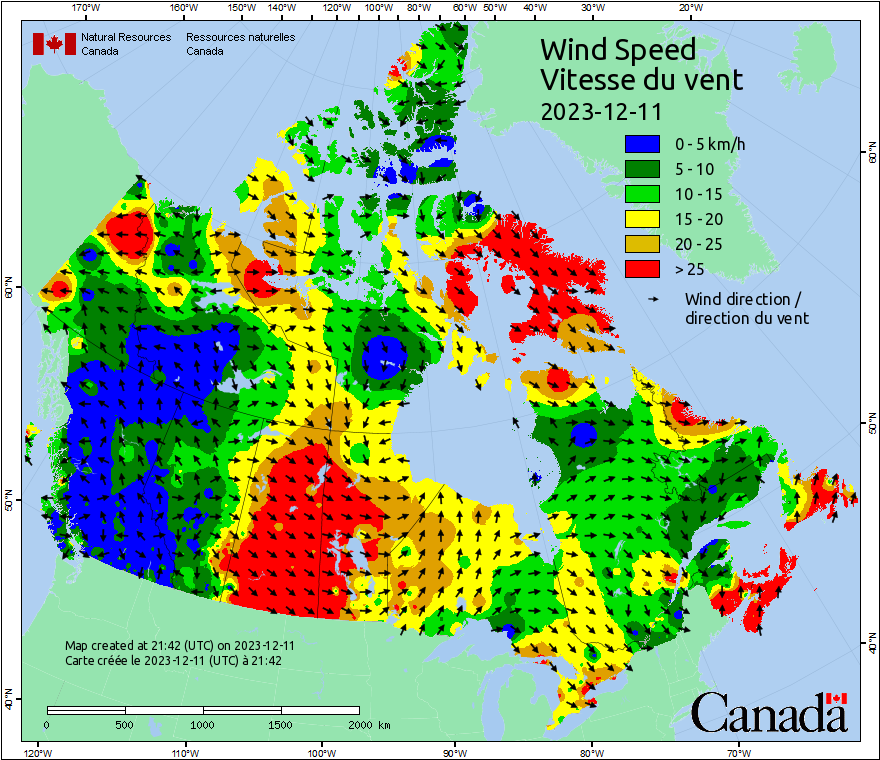 170°W 160°W 150°W 140°W 130°W 120°W 110°W 100°W 90°W 80°W 70°W 60°W 50°W 40°W 30°W 20°W
Natural Resources Canada
Ressources naturelles Canada
Wind Speed
Vitesse du vent
2023-12-11
0 - 5 km/h
5 - 10
10 - 15
15 - 20
20 - 25
> 25
Wind direction /
direction du vent
60°N
60°N
50°N
50°N
40°N
40°N
Map created at 21:42 (UTC) on 2023-12-11
Carte créée le 2023-12-11 (UTC) à 21:42
0 500 1000 1500 2000 km
Canada
120°W 110°W 100°W 90°W 80°W 70°W